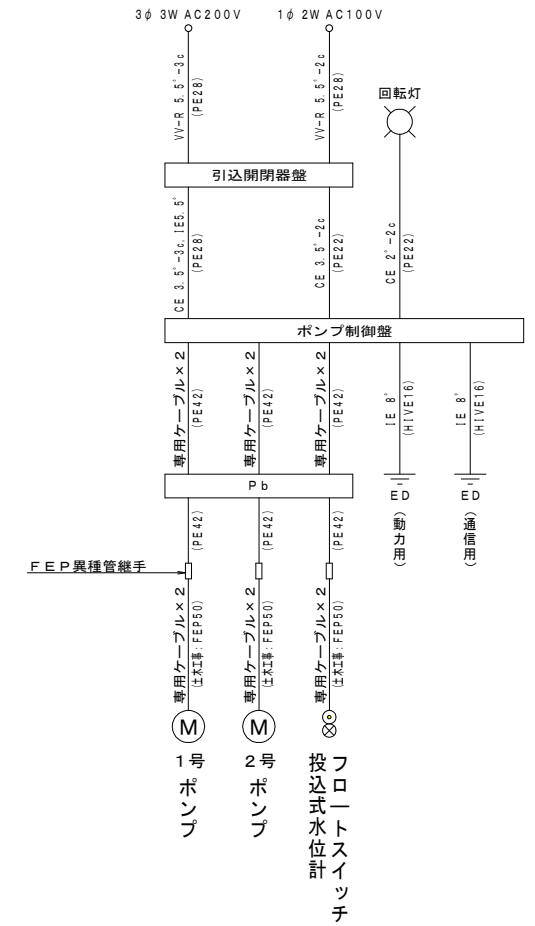 3φ 3W AC200V
1φ 2W AC100V
VV-R 5.5°-3c
(PE28)
VV-R 5.5°-2c
(PE28)
回転灯
引込開閉器盤
CE 3.5°-3c,IE5.5°
(PE28)
CE 3.5°-2c
(PE22)
CE 2°-2c
(PE22)
ポンプ制御盤
専用ケーブル×2
(PE42)
専用ケーブル×2
(PE42)
専用ケーブル×2
(PE42)
IE 8°
(HIVE16)
IE 8°
(HIVE16)
Pb
ED
(動力用)
ED
(通信用)
(PE42)
(PE42)
(PE42)
FEP異種管継手
専用ケーブル×2
(土木工事:FEP50)
専用ケーブル×2
(土木工事:FEP50)
専用ケーブル×2
(土木工事:FEP50)
M
M
1号ポンプ
2号ポンプ
フロートスイッチ
投込式水位計